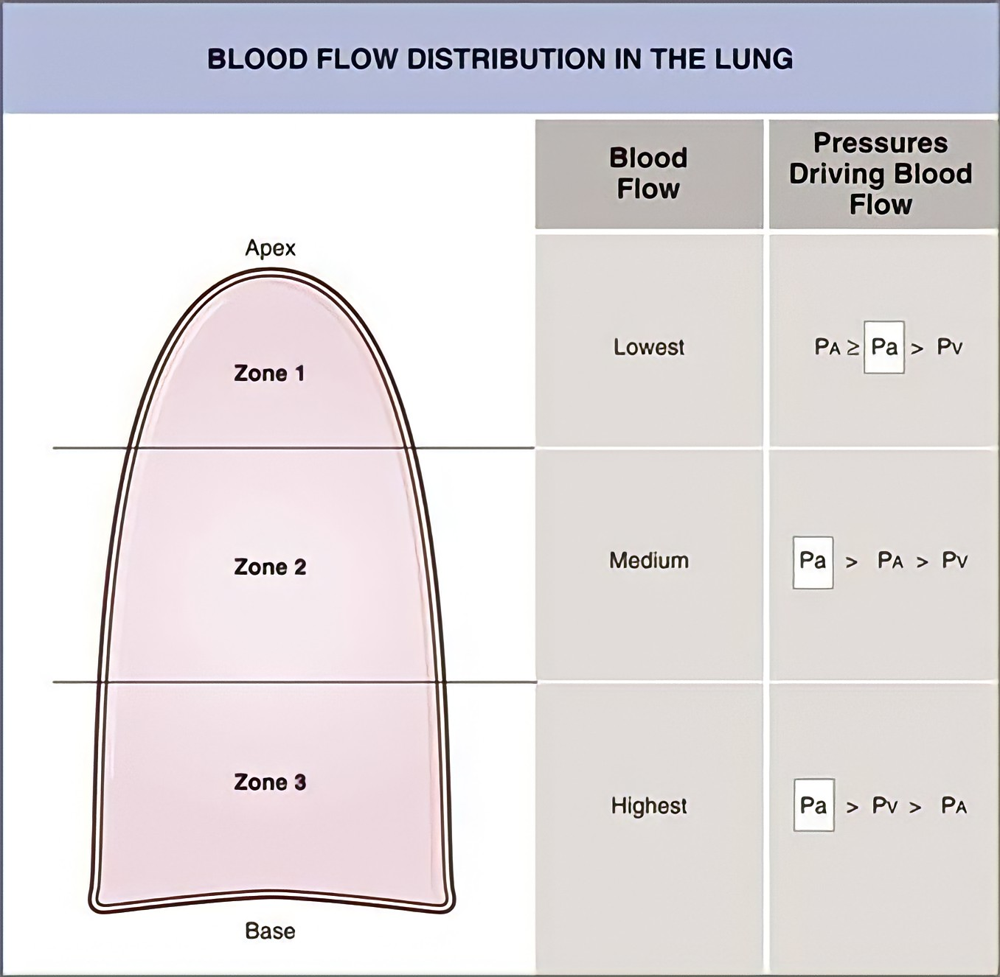 BLOOD FLOW DISTRIBUTION IN THE LUNG
Blood
Flow
Pressures
Driving Blood
Flow
Apex
Zone 1
Lowest
PA ≥ Pa > PV
Zone 2
Medium
Pa > PA > PV
Zone 3
Highest
Pa > PV > PA
Base